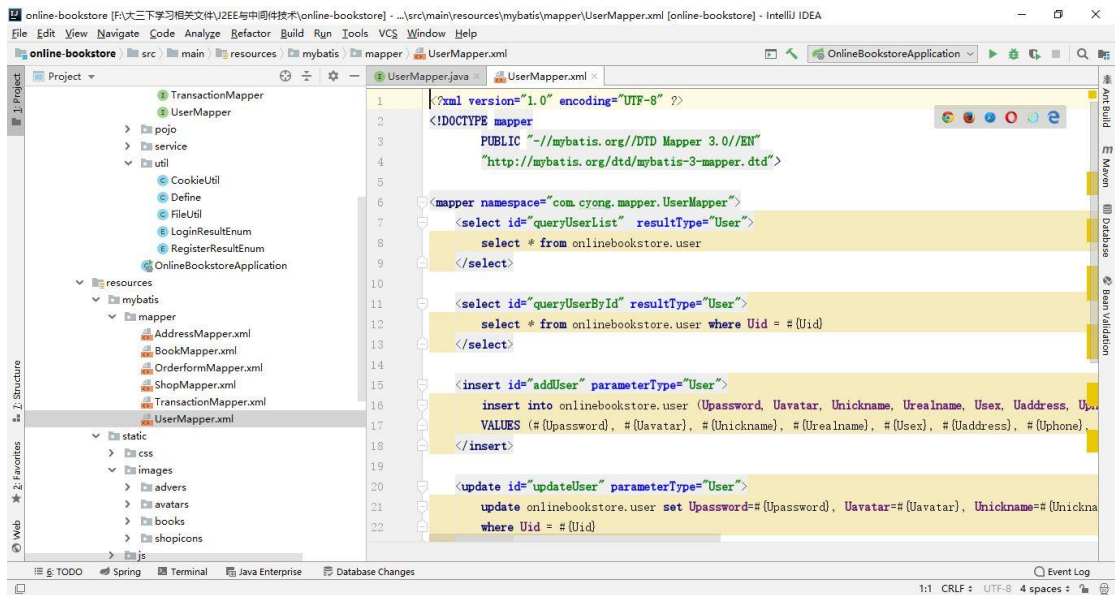 online-bookstore [F:\大三下学习相关文件\J2EE与中间件技术\online-bookstore] - ...\src\main\resources\mybatis\mapper\UserMapper.xml [online-bookstore] - IntelliJ IDEA
File Edit View Navigate Code Analyze Refactor Build Run Tools VCS Window Help
online-bookstore src main resources mybatis mapper UserMapper.xml OnlineBookstoreApplication
Project UserMapper.java UserMapper.xml
1: Project
7: Structure
2: Favorites
Web
TransactionMapper
UserMapper
pojo
service
util
CookieUtil
Define
FileUtil
LoginResultEnum
RegisterResultEnum
OnlineBookstoreApplication
resources
mybatis
mapper
AddressMapper.xml
BookMapper.xml
OrderformMapper.xml
ShopMapper.xml
TransactionMapper.xml
UserMapper.xml
static
css
images
advers
avatars
books
shopicons
js
1 <?xml version="1.0" encoding="UTF-8" ?>
2 <!DOCTYPE mapper
3 PUBLIC "-//mybatis.org//DTD Mapper 3.0//EN"
4 "http://mybatis.org/dtd/mybatis-3-mapper.dtd">
5
6 <mapper namespace="com.cyong.mapper.UserMapper">
7 <select id="queryUserList" resultType="User">
8 select * from onlinebookstore.user
9 </select>
10
11 <select id="queryUserById" resultType="User">
12 select * from onlinebookstore.user where Uid = #{Uid}
13 </select>
14
15 <insert id="addUser" parameterType="User">
16 insert into onlinebookstore.user (Upassword, Uavatar, Unickname, Urealname, Usex, Uaddress,
17 VALUES (#{Upassword}, #{Uavatar}, #{Unickname}, #{Urealname}, #{Usex}, #{Uaddress}, #{Uphone},
18 </insert>
19
20 <update id="updateUser" parameterType="User">
21 update onlinebookstore.user set Upassword=#{Upassword}, Uavatar=#{Uavatar}, Unickname=#{Unickna
22 where Uid = #{Uid}
Ant Build
Maven
Database
Bean Validation
6: TODO Spring Terminal Java Enterprise Database Changes Event Log
1:1 CRLF UTF-8 4 spaces